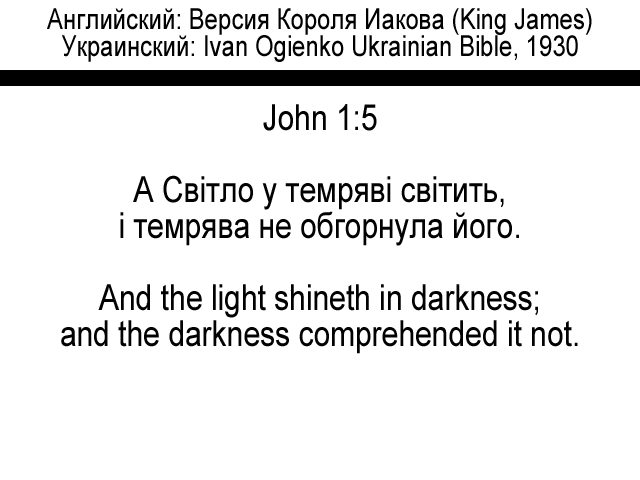 Английский: Версия Короля Иакова (King James)
Украинский: Ivan Ogienko Ukrainian Bible, 1930
John 1:5
А Світло у темряві світить,
і темрява не обгорнула його.
And the light shineth in darkness;
and the darkness comprehended it not.